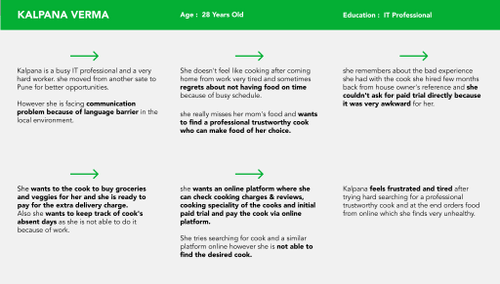 KALPANA VERMA
Age : 28 Years Old
Education : IT Professional
Kalpana is a busy IT professional and a very
hard worker. she moved from another sate to
Pune for better opportunities.
However she is facing communication
problem because of language barrier in the
local environment.
She doesn't feel like cooking after coming
home from work very tired and sometimes
regrets about not having food on time
because of busy schedule.
she really misses her mom's food and wants
to find a professional trustworthy cook
who can make food of her choice.
she remembers about the bad experience
she had with the cook she hired few months
back from house owner's reference and she
couldn't ask for paid trial directly because
it was very awkward for her.
She wants to the cook to buy groceries
and veggies for her and she is ready to
pay for the extra delivery charge.
Also she wants to keep track of cook's
absent days as she is not able to do it
because of work.
she wants an online platform where she
can check cooking charges & reviews,
cooking speciality of the cooks and initial
paid trial and pay the cook via online
platform.
She tries searching for cook and a similar
platform online however she is not able to
find the desired cook.
Kalpana feels frustrated and tired after
trying hard searching for a professional
trustworthy cook and at the end orders food
from online which she finds very unhealthy.